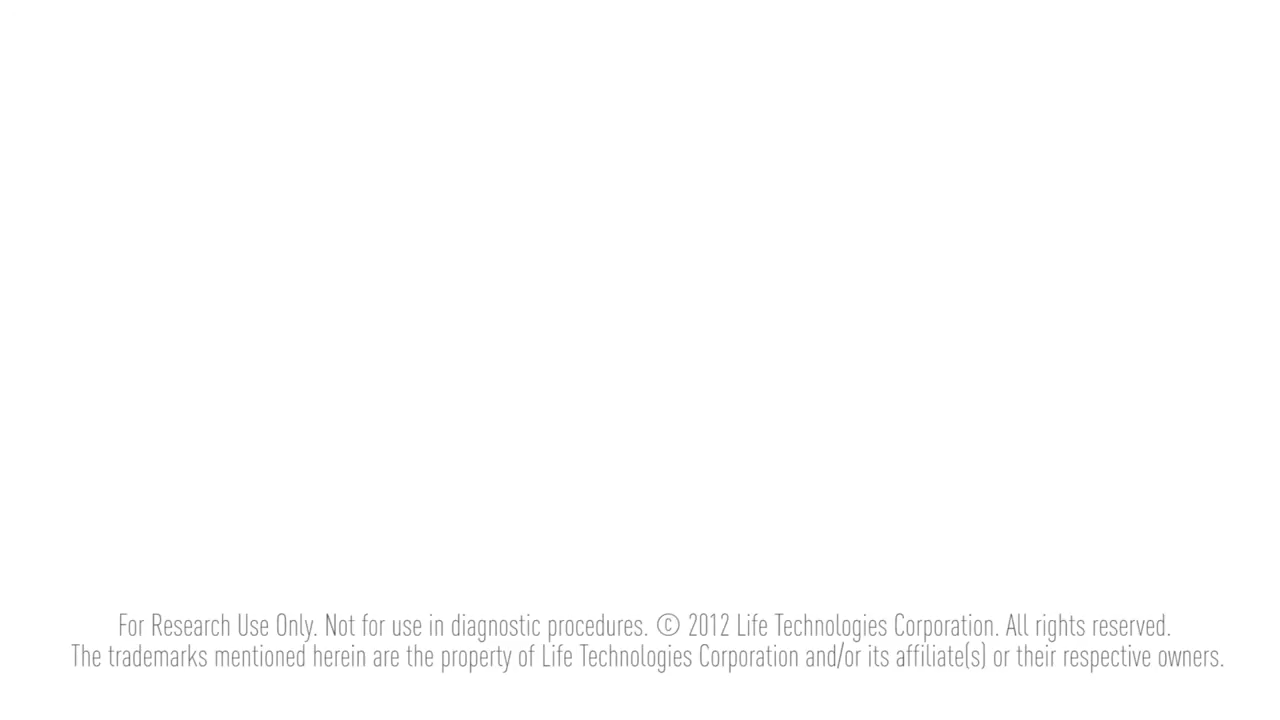 For Research Use Only. Not for use in diagnostic procedures. © 2012 Life Technologies Corporation. All rights reserved.
The trademarks mentioned herein are the property of Life Technologies Corporation and/or its affiliate(s) or their respective owners.